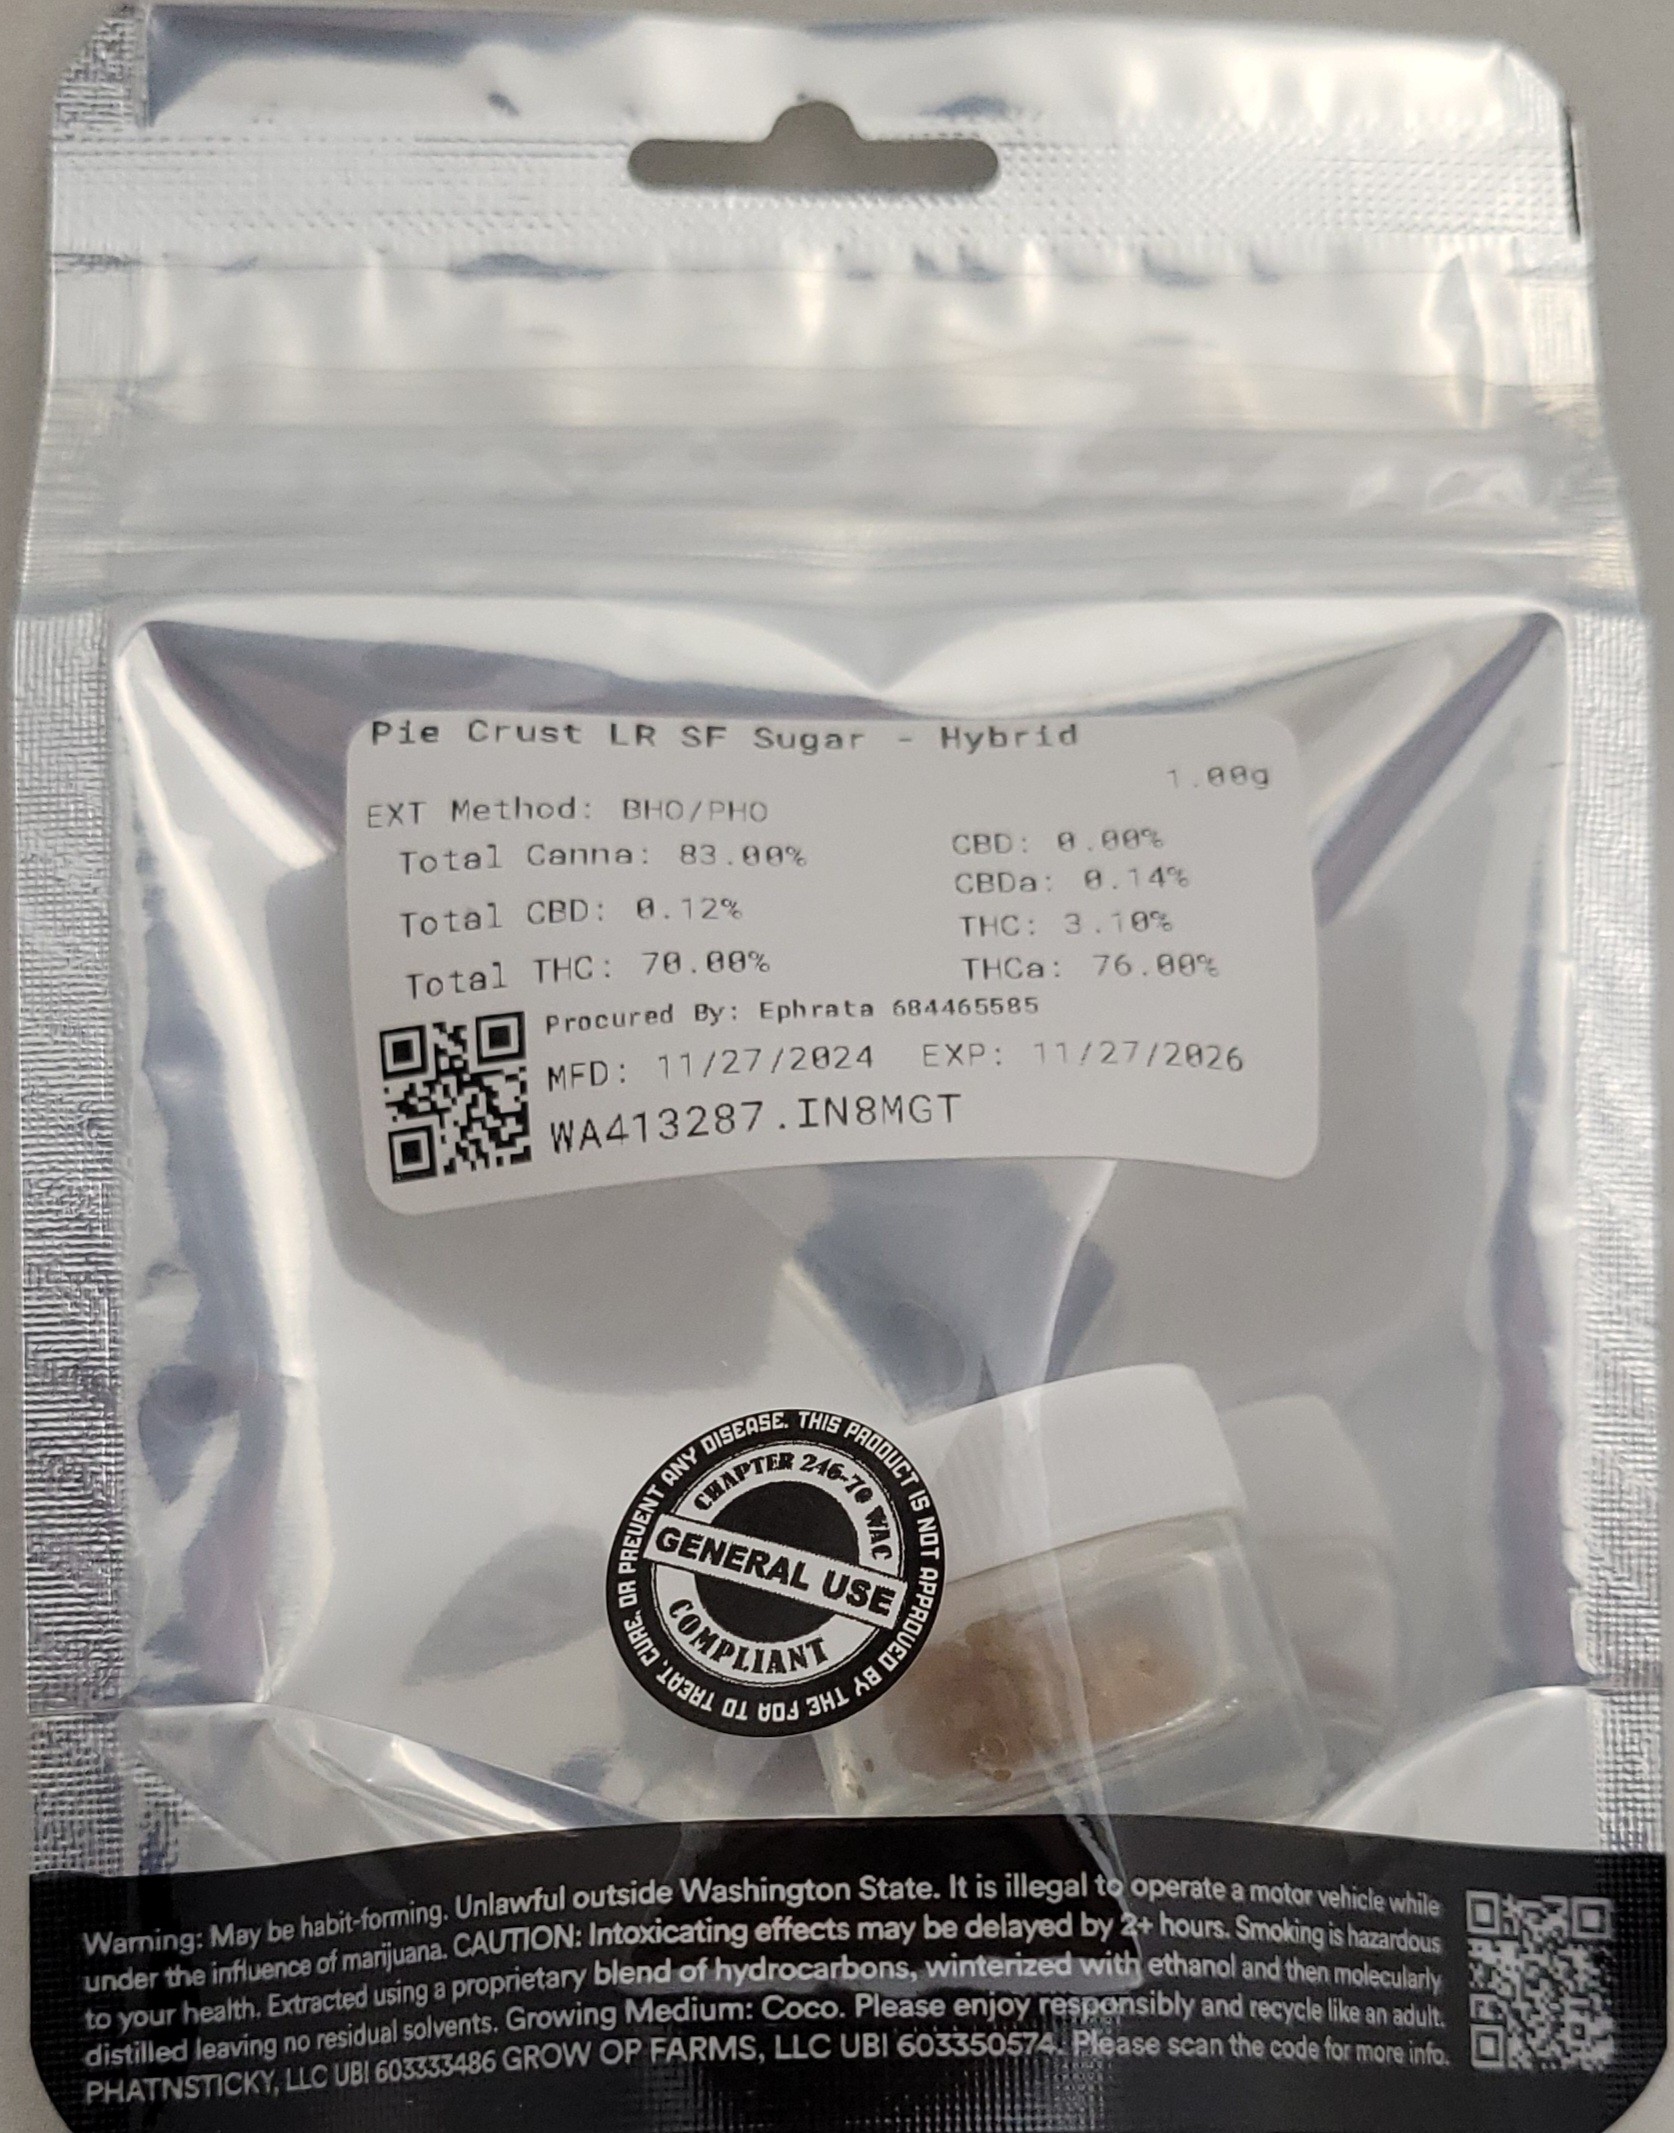 Pie Crust LR SF Sugar - Hybrid
1.00g
EXT Method: BHO/PHO
Total Canna: 83.00%
CBD: 0.00%
CBDa: 0.14%
Total CBD: 0.12%
THC: 3.10%
Total THC: 70.00%
THCa: 76.00%
Procured By: Ephrata 684465585
MFD: 11/27/2024 EXP: 11/27/2026
WA413287.IN8MGT
THIS PRODUCT IS NOT APPROVED BY THE FDA TO TREAT, CURE, OR PREVENT ANY DISEASE.
CHAPTER 246-70 WAC
GENERAL USE
COMPLIANT
Warning: May be habit-forming. Unlawful outside Washington State. It is illegal to operate a motor vehicle while
under the influence of marijuana. CAUTION: Intoxicating effects may be delayed by 2+ hours. Smoking is hazardous
to your health. Extracted using a proprietary blend of hydrocarbons, winterized with ethanol and then molecularly
distilled leaving no residual solvents. Growing Medium: Coco. Please enjoy responsibly and recycle like an adult.
PHATNSTICKY, LLC UBI 603333486 GROW OP FARMS, LLC UBI 603350574. Please scan the code for more info.